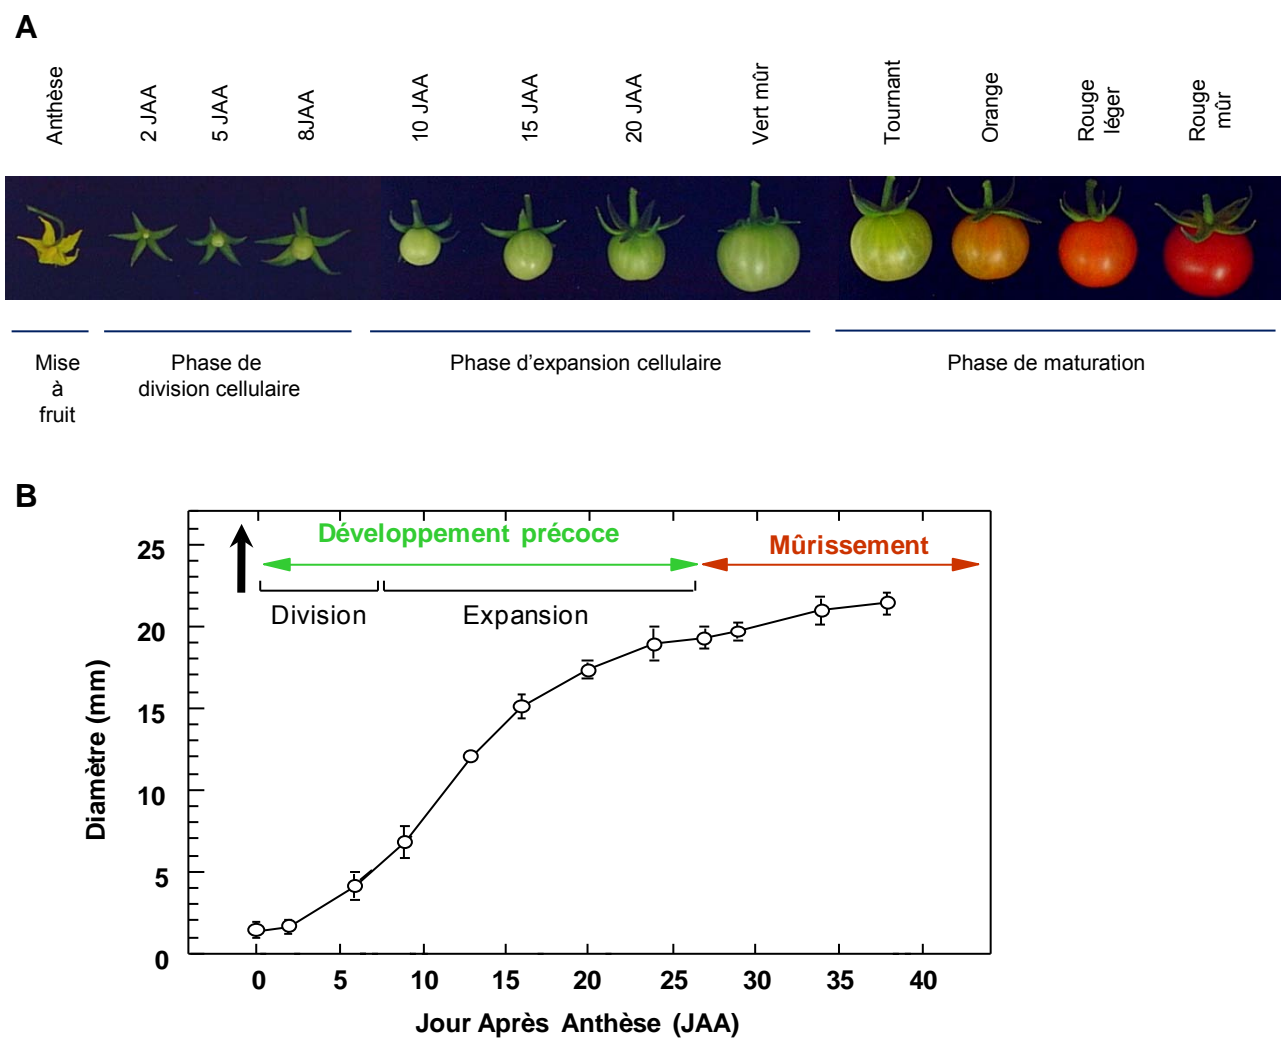 A
Anthèse
2 JAA
5 JAA
8JAA
10 JAA
15 JAA
20 JAA
Vert mûr
Tournant
Orange
Rouge
léger
Rouge
mûr
Mise
à
fruit
Phase de
division cellulaire
Phase d'expansion cellulaire
Phase de maturation
B
Développement précoce
Mûrissement
Division
Expansion
Diamètre (mm)
25
20
15
10
5
0
0 5 10 15 20 25 30 35 40
Jour Après Anthèse (JAA)